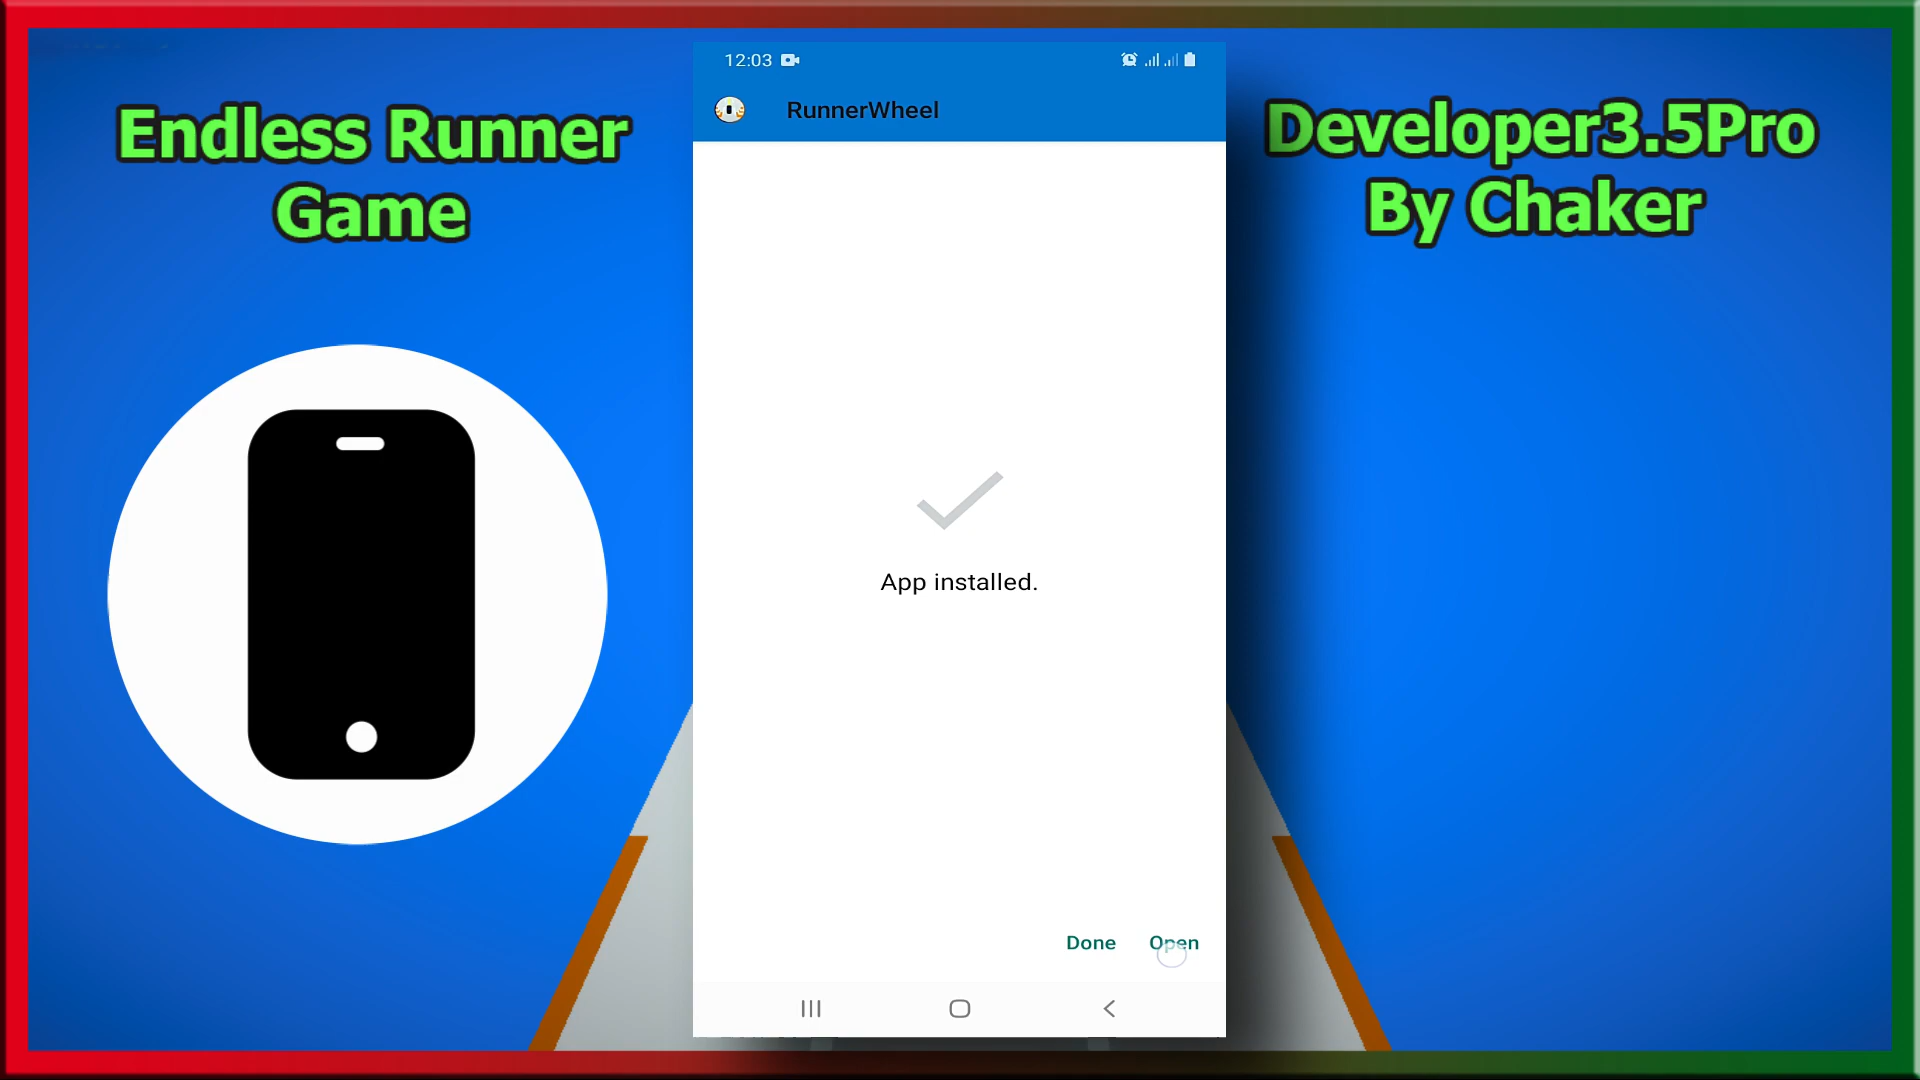 Endless Runner
Game
Developer3.5Pro
By Chaker
12:03
RunnerWheel
App installed.
Done Open